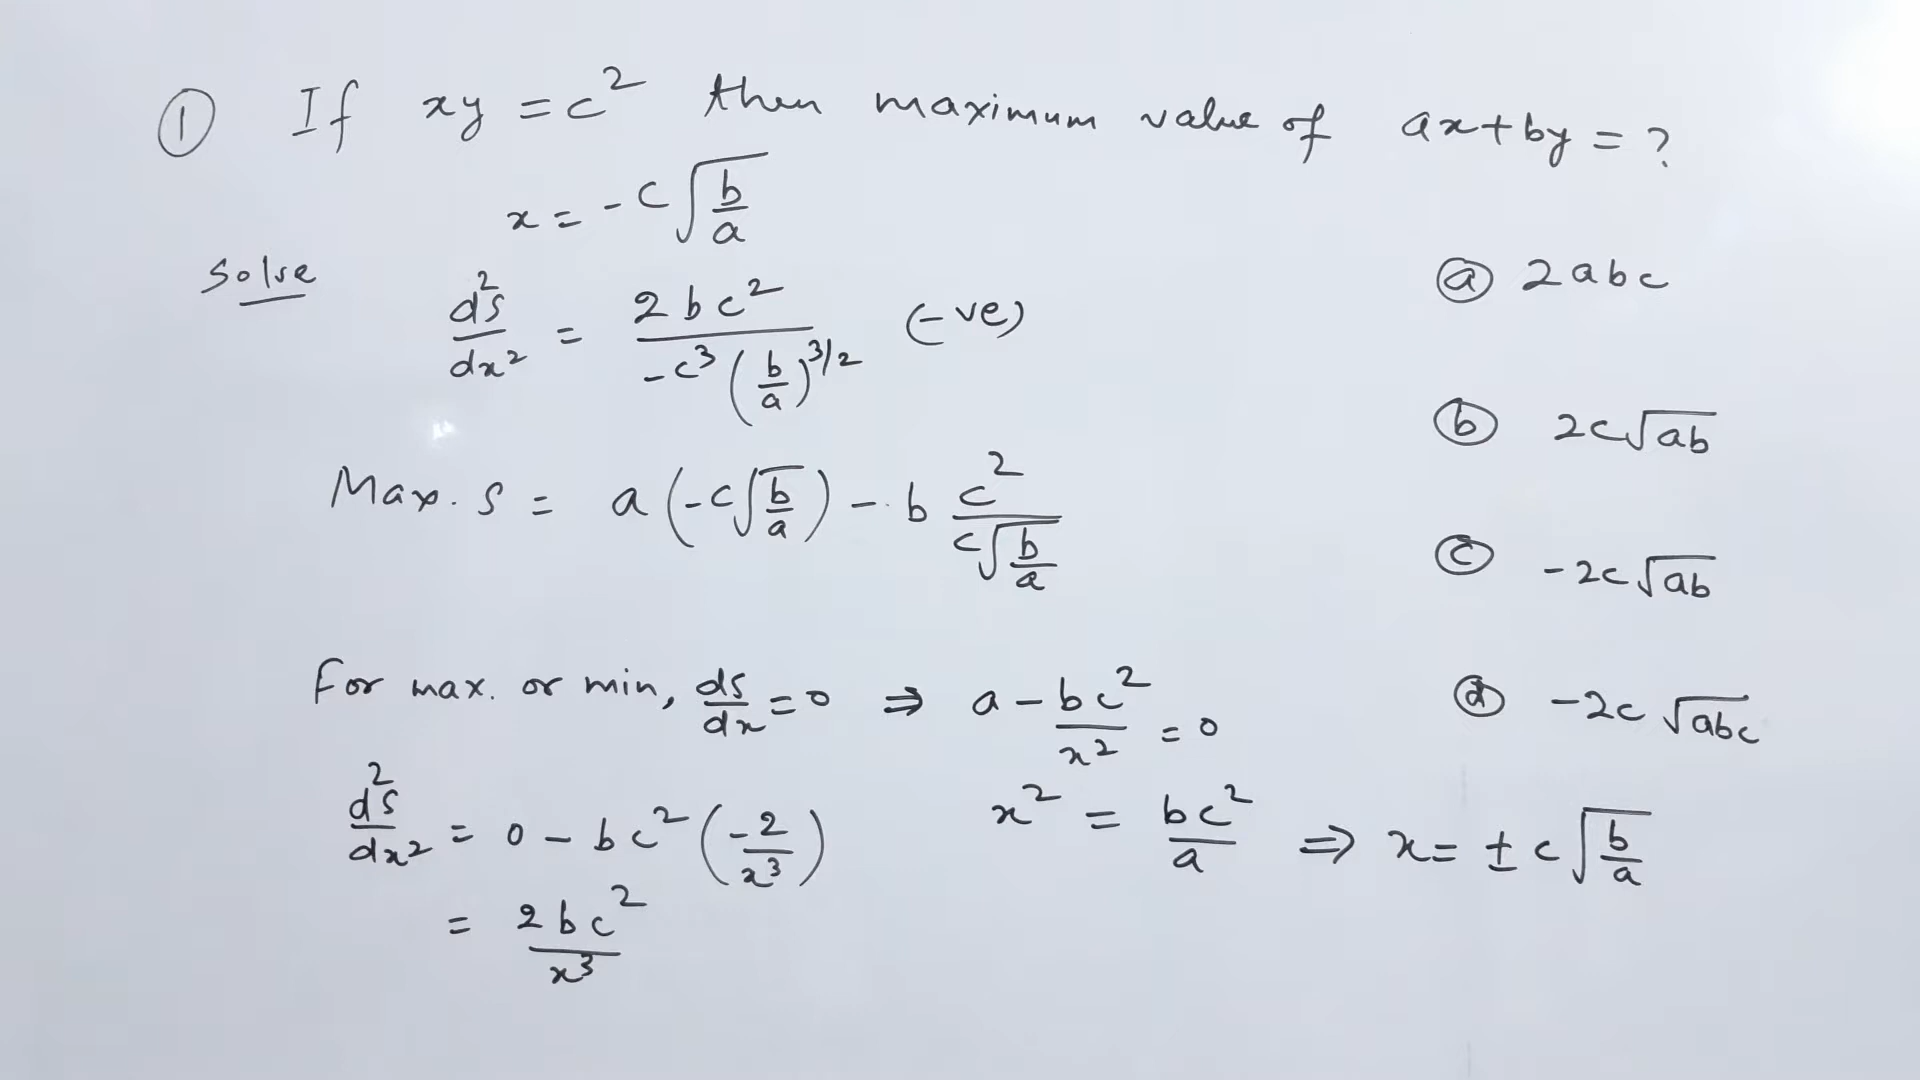 ① If xy = c² then maximum value of ax+by = ?
x = -c√(b/a)
Solve
d²s/dx² = 2bc²/(-c³(b/a)^(3/2)) (-ve)
Max. S = a(-c√(b/a)) - b c²/(c√(b/a))
For max. or min, ds/dx = 0 ⇒ a - bc²/x² = 0
d²s/dx² = 0 - bc²(-2/x³)
= 2bc²/x³
x² = bc²/a ⇒ x = ± c√(b/a)
ⓐ 2abc
ⓑ 2c√ab
ⓒ -2c√ab
ⓓ -2c√abc